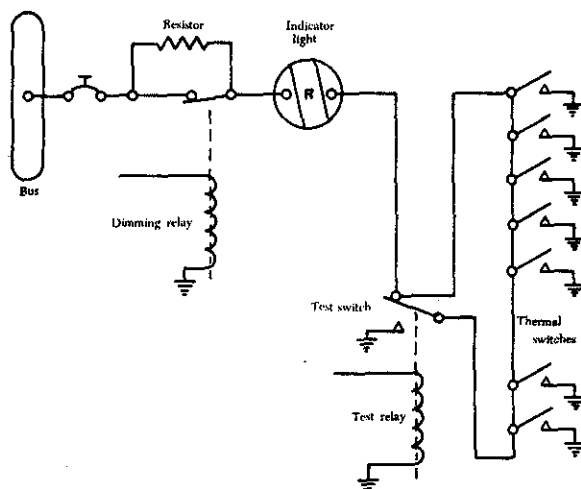 Resistor
Indicator
light
R
Bus
Dimming relay
Test switch
Thermal
switches
Test relay